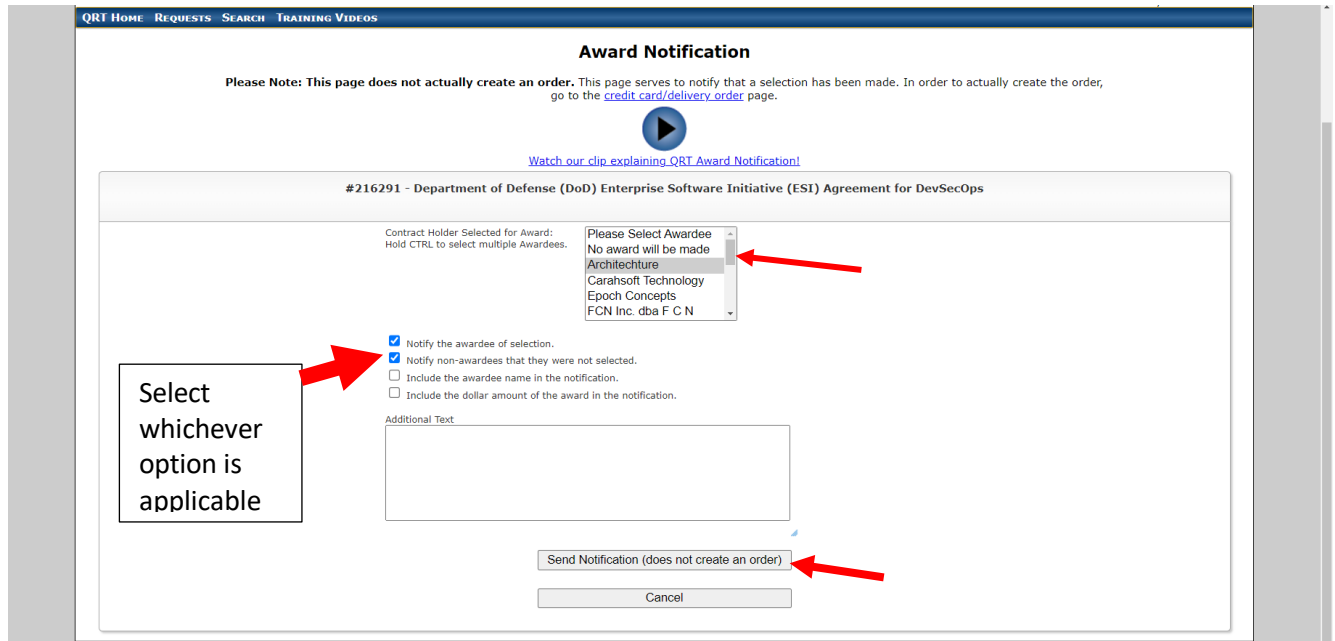 QRT HOME REQUESTS SEARCH TRAINING VIDEOS
Award Notification
Please Note: This page does not actually create an order. This page serves to notify that a selection has been made. In order to actually create the order,
go to the credit card/delivery order page.
Watch our clip explaining QRT Award Notification!
#216291 - Department of Defense (DoD) Enterprise Software Initiative (ESI) Agreement for DevSecOps
Contract Holder Selected for Award:
Hold CTRL to select multiple Awardees.
Please Select Awardee
No award will be made
Architechture
Carahsoft Technology
Epoch Concepts
FCN Inc. dba F C N
Notify the awardee of selection.
Notify non-awardees that they were not selected.
Include the awardee name in the notification.
Include the dollar amount of the award in the notification.
Select
whichever
option is
applicable
Additional Text
Send Notification (does not create an order)
Cancel